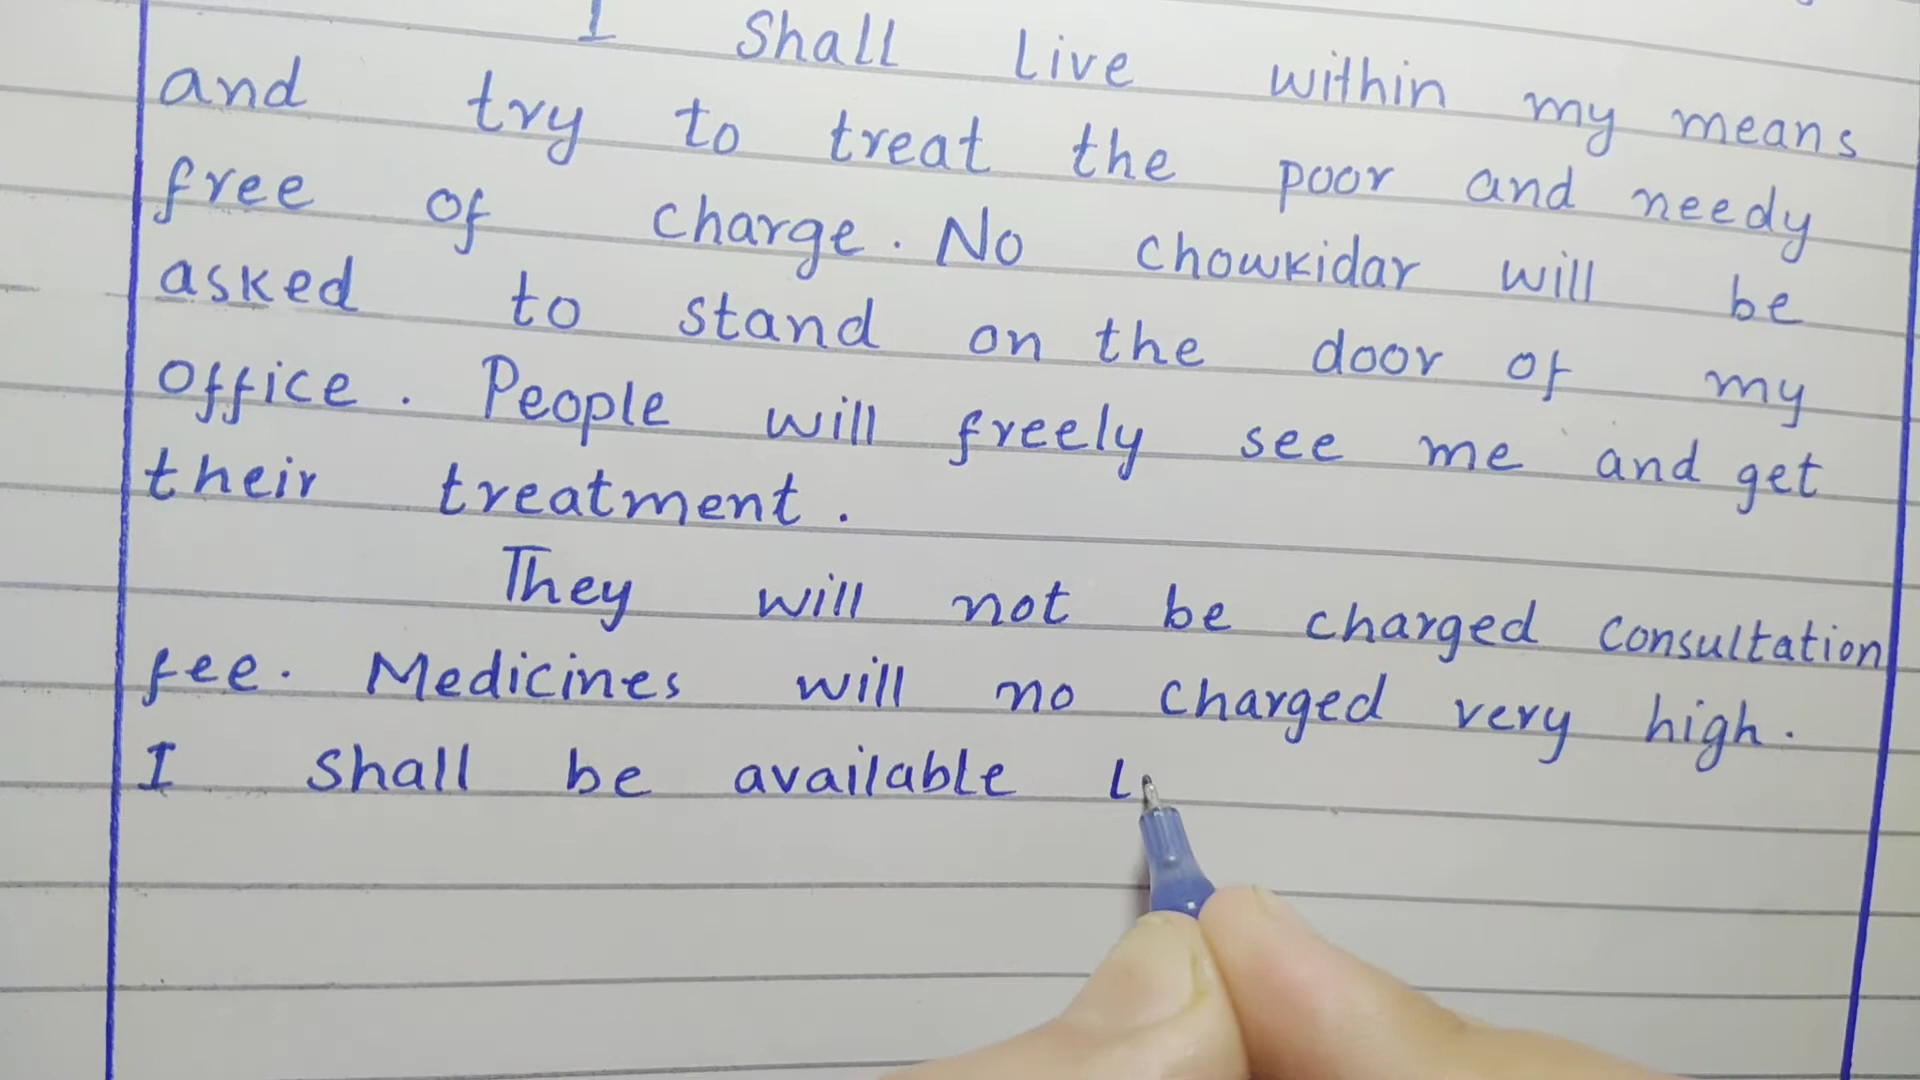 I Shall live within my means
and try to treat the poor and needy
free of charge. No chowkidar will be
asked to stand on the door of my
office. People will freely see me and get
their treatment.
They will not be charged consultation
fee. Medicines will no charged very high.
I shall be available